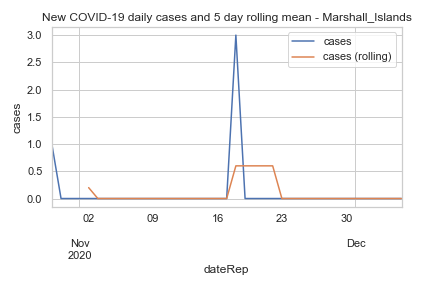 New COVID-19 daily cases and 5 day rolling mean - Marshall_Islands
cases
cases (rolling)
cases
3.0
2.5
2.0
1.5
1.0
0.5
0.0
02 09 16 23 30
Nov Dec
2020
dateRep